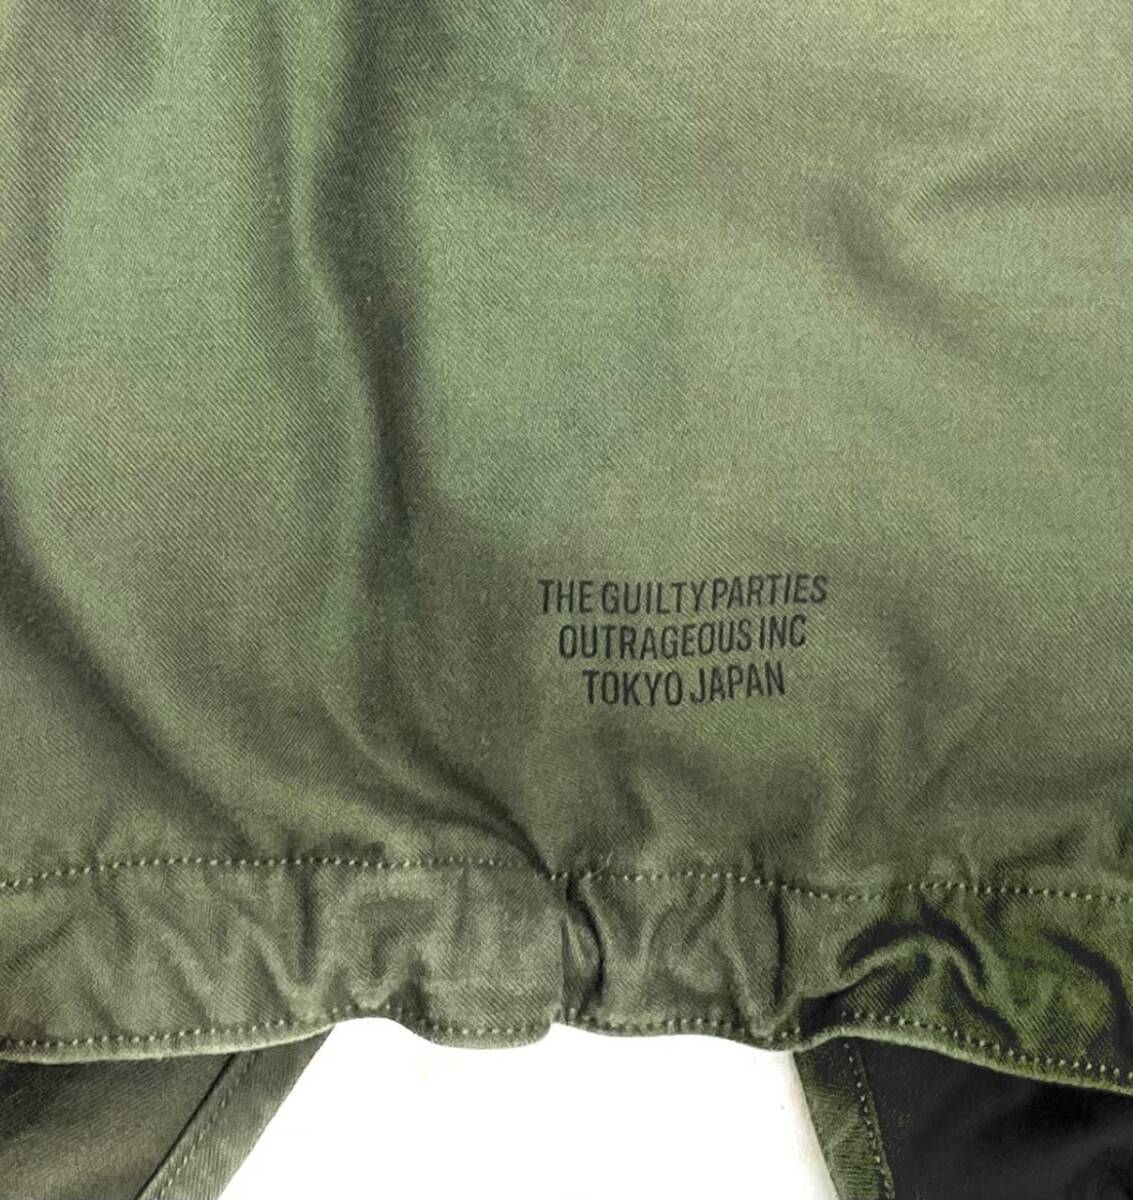 THE GUILTY PARTIES
OUTRAGEOUS INC
TOKYO JAPAN